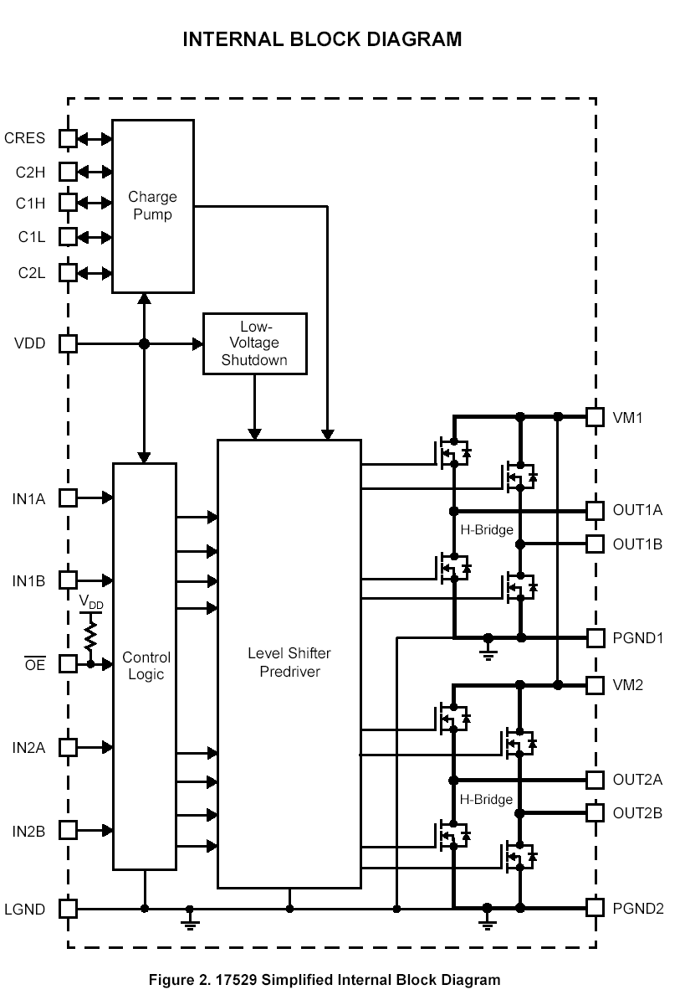 INTERNAL BLOCK DIAGRAM
CRES
C2H
C1H
C1L
C2L
Charge
Pump
VDD
Low-
Voltage
Shutdown
VM1
IN1A
OUT1A
H-Bridge
OUT1B
IN1B
VDD
PGND1
Control
Logic
Level Shifter
Predriver
OE
VM2
IN2A
OUT2A
H-Bridge
OUT2B
IN2B
LGND
PGND2
Figure 2. 17529 Simplified Internal Block Diagram